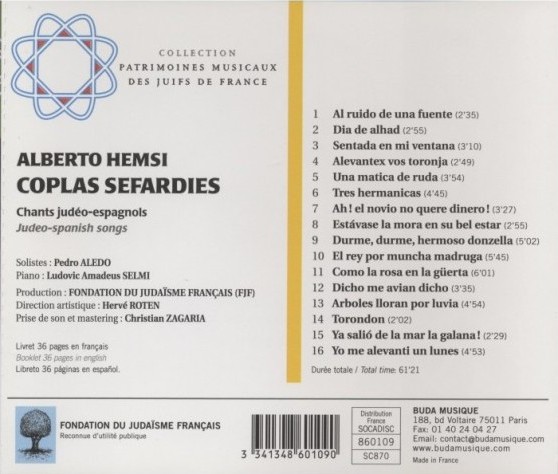 COLLECTION
PATRIMOINES MUSICAUX
DES JUIFS DE FRANCE
ALBERTO HEMSI
COPLAS SEFARDIES
Chants judéo-espagnols
Judeo-spanish songs
Solistes : Pedro ALEDO
Piano : Ludovic Amadeus SELMI
Production : FONDATION DU JUDAÏSME FRANÇAIS (FJF)
Direction artistique : Hervé ROTEN
Prise de son et mastering : Christian ZAGARIA
Livret 36 pages en français
Booklet 36 pages in english
Libreto 36 páginas en español.
1 Al ruido de una fuente (2'35)
2 Dia de alhad (2'55)
3 Sentada en mi ventana (3'10)
4 Alevantex vos toronja (2'49)
5 Una matica de ruda (3'54)
6 Tres hermanicas (4'45)
7 Ah! el novio no quere dinero! (3'27)
8 Estávase la mora en su bel estar (2'55)
9 Durme, durme, hermoso donzella (5'02)
10 El rey por muncha madruga (5'45)
11 Como la rosa en la güerta (6'01)
12 Dicho me avian dicho (3'35)
13 Arboles lloran por luvia (4'54)
14 Torondon (2'02)
15 Ya salió de la mar la galana! (2'29)
16 Yo me alevanti un lunes (4'53)
Durée totale / Total time: 61'21
FONDATION DU JUDAÏSME FRANÇAIS
Reconnue d'utilité publique
3 341348 601090
Distribution
France
SOCADISC
860109
SC870
BUDA MUSIQUE
188, bd Voltaire 75011 Paris
Fax: 01 40 24 04 27
Email: contact@budamusique.com
www.budamusique.com
Made in France